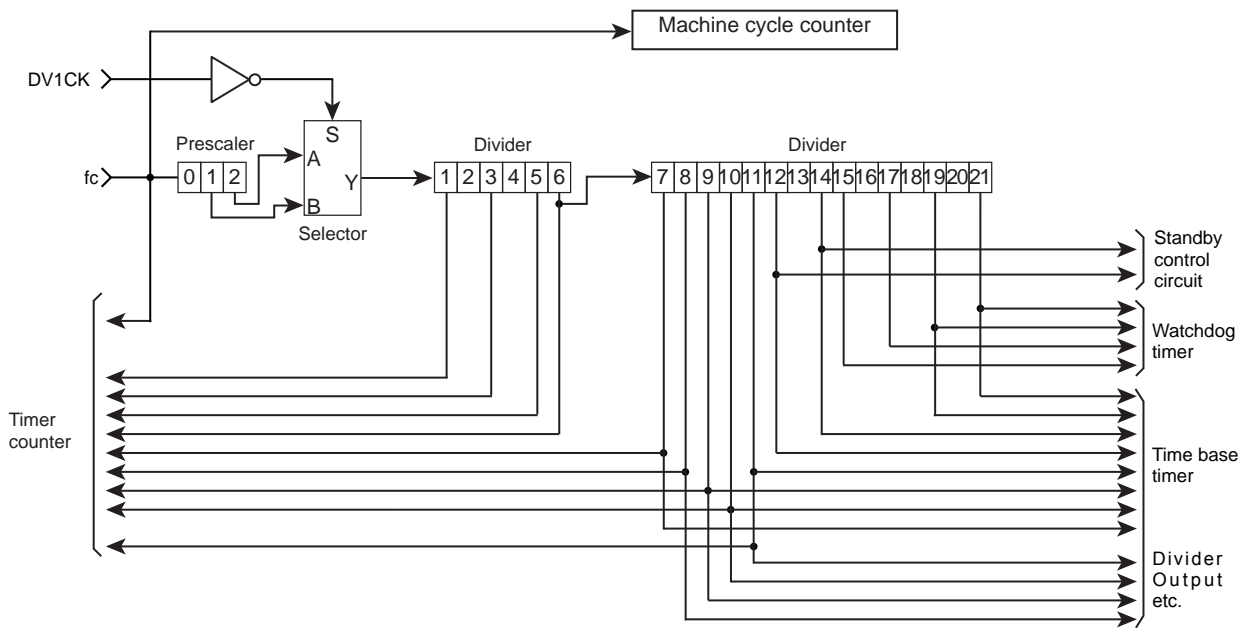 Machine cycle counter
DV1CK
S
Prescaler
Divider
Divider
fc
0 1 2
A
Y
B
1 2 3 4 5 6
7 8 9 10 11 12 13 14 15 16 17 18 19 20 21
Selector
Standby
control
circuit
Watchdog
timer
Timer
counter
Time base
timer
Divider
Output
etc.